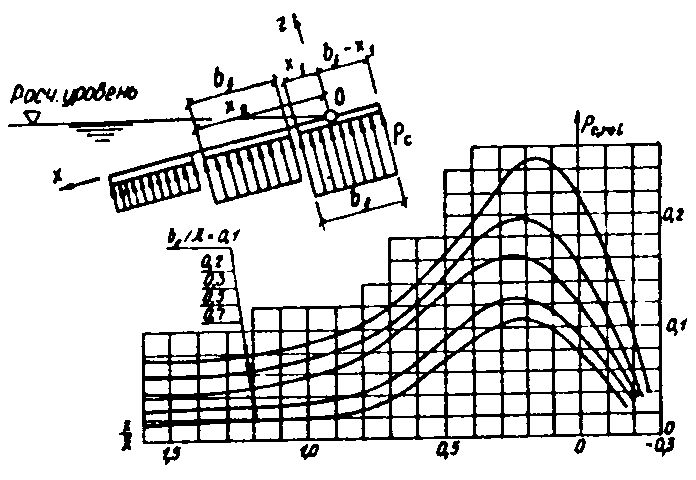 z
x₁
b₁-x₁
b₁
x
0
Расч. уровень
x
P_c
b₁
P_c,rel
b₁/λ=0,1
0,2
0,3
0,5
0,7
0,2
0,1
0
x/λ 1,5 1,0 0,5 0 -0,3